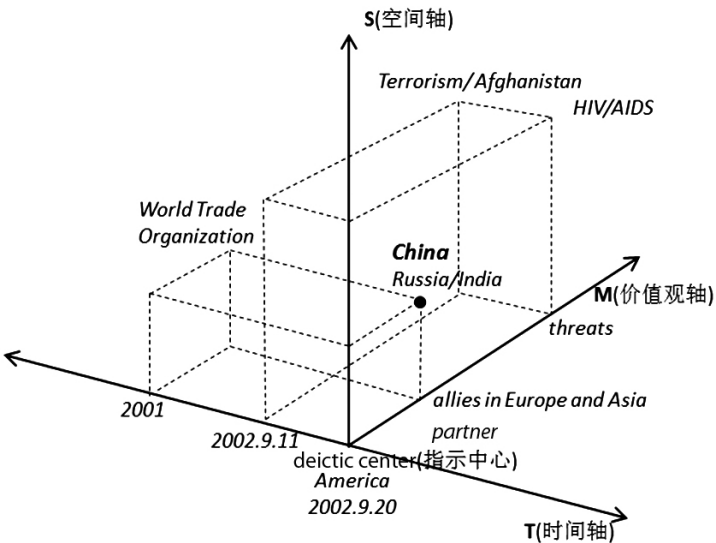 S(空间轴)
Terrorism/Afghanistan
HIV/AIDS
World Trade
Organization
China
Russia/India
M(价值观轴)
threats
2001
allies in Europe and Asia
2002.9.11
partner
deictic center(指示中心)
America
2002.9.20
T(时间轴)